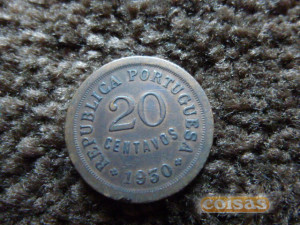 REPUBLICA PORTUGUESA
20
CENTAVOS
1930
coisas